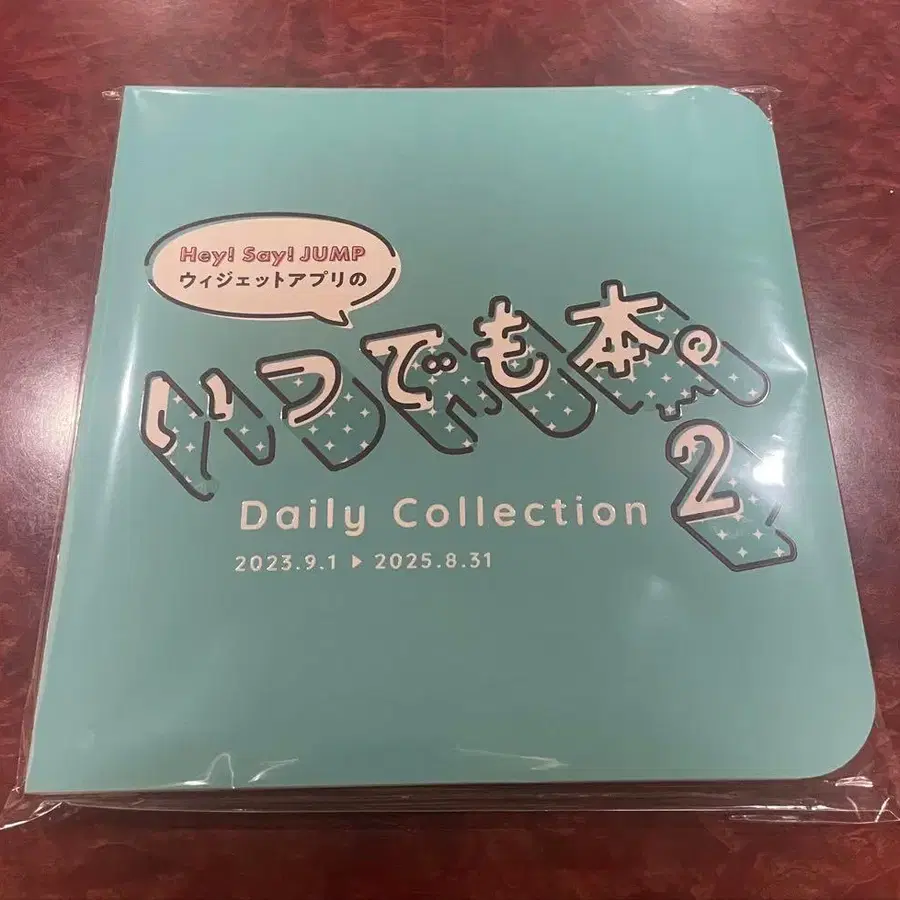 Hey! Say! JUMP
ウィジェットアプリの
いつでも本。
2
Daily Collection
2023.9.1 ▶ 2025.8.31